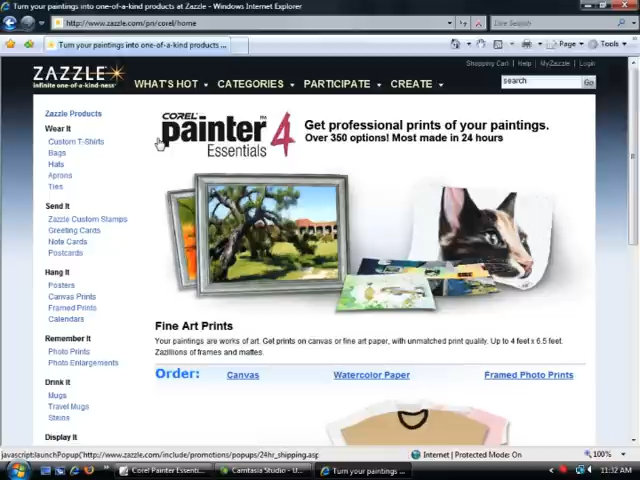 Turn your paintings into one-of-a-kind products at Zazzle - Windows Internet Explorer
http://www.zazzle.com/pn/corel/home
Live Search
Turn your paintings into one-of-a-kind products ...
Page
Tools
Shopping Cart | Help | MyZazzle | Login
ZAZZLE
infinite one-of-a-kind-ness
WHAT'S HOT
CATEGORIES
PARTICIPATE
CREATE
search
Go
Zazzle Products
Wear It
Custom T-Shirts
Bags
Hats
Aprons
Ties
Send It
Zazzle Custom Stamps
Greeting Cards
Note Cards
Postcards
Hang It
Posters
Canvas Prints
Framed Prints
Calendars
Remember It
Photo Prints
Photo Enlargements
Drink It
Mugs
Travel Mugs
Steins
Display It
COREL
painter 4
Essentials
Get professional prints of your paintings.
Over 350 options! Most made in 24 hours
Fine Art Prints
Your paintings are works of art. Get prints on canvas or fine art paper, with unmatched print quality. Up to 4 feet x 6.5 feet.
Zazillions of frames and mattes.
Order:
Canvas
Watercolor Paper
Framed Photo Prints
javascript:launchPopup('http://www.zazzle.com/include/promotions/popups/24hr_shipping.asp
Internet | Protected Mode: On
100%
Corel Painter Essenti...
Camtasia Studio - U...
Turn your paintings ...
11:32 AM